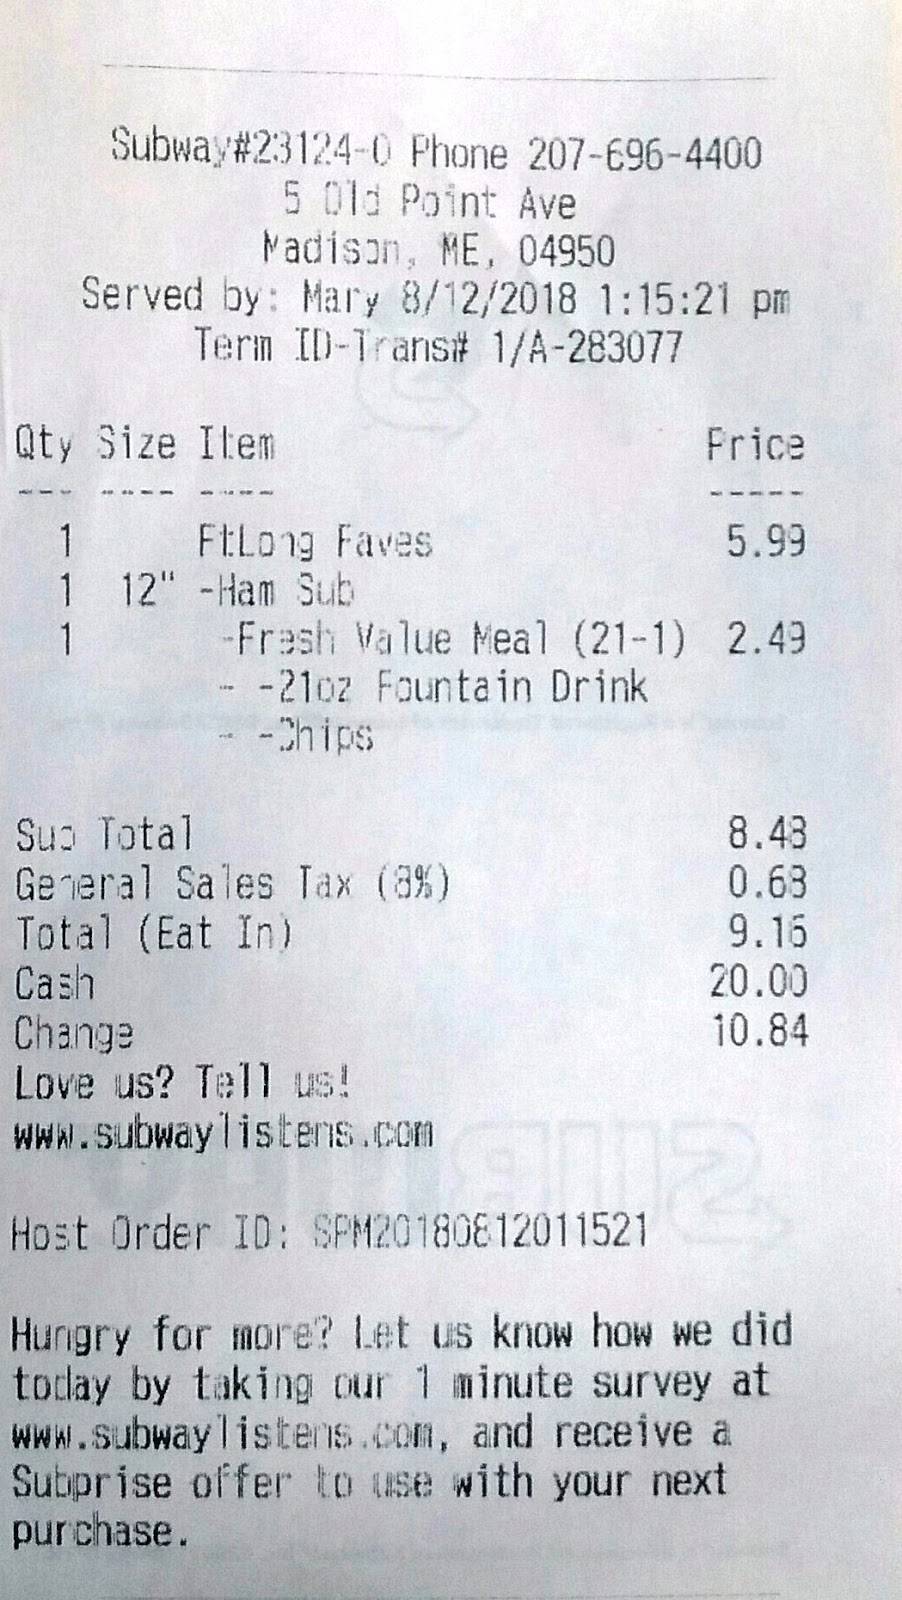 Subway#23124-0 Phone 207-696-4400
5 Old Point Ave
Madison, ME, 04950
Served by: Mary 8/12/2018 1:15:21 pm
Term ID-Trans# 1/A-283077
Qty Size Item Price
--- ---- ---- -----
1 FtLong Faves 5.99
1 12" -Ham Sub
1 -Fresh Value Meal (21-1) 2.49
- -21oz Fountain Drink
- -Chips
Sub Total 8.48
General Sales Tax (8%) 0.68
Total (Eat In) 9.16
Cash 20.00
Change 10.84
Love us? Tell us!
www.subwaylistens.com
Host Order ID: SPM20180812011521
Hungry for more? Let us know how we did
today by taking our 1 minute survey at
www.subwaylistens.com, and receive a
Subprise offer to use with your next
purchase.